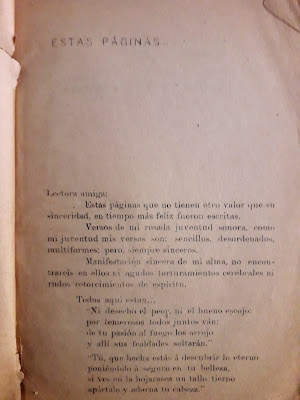 ESTAS PÁGINAS...
Lectora amiga:
Estas páginas que no tienen otro valor que su
sinceridad, en tiempo más feliz fueron escritas.
Versos de mi rosada juventud sonora, como
mi juventud mis versos son: sencillos, desordenados,
multiformes; pero, siempre sinceros.
Manifestación sincera de mi alma, no encon-
trareis en ellos ni agudos torturamientos cerebrales ni
rudos retorcimientos de espíritu.
Todos aquí están...
"Ni desecho el peor, ni el bueno escojo:
por temerosos todos juntos van:
de tu pasión al fuego los arrojo
y allí sus fealdades soltarán."
"Tú, que hecha estás á descubrir lo eterno
poniéndolo á seguro en tu belleza,
si ves en la hojarasca un tallo tierno
apártalo y adorna tu cabeza."